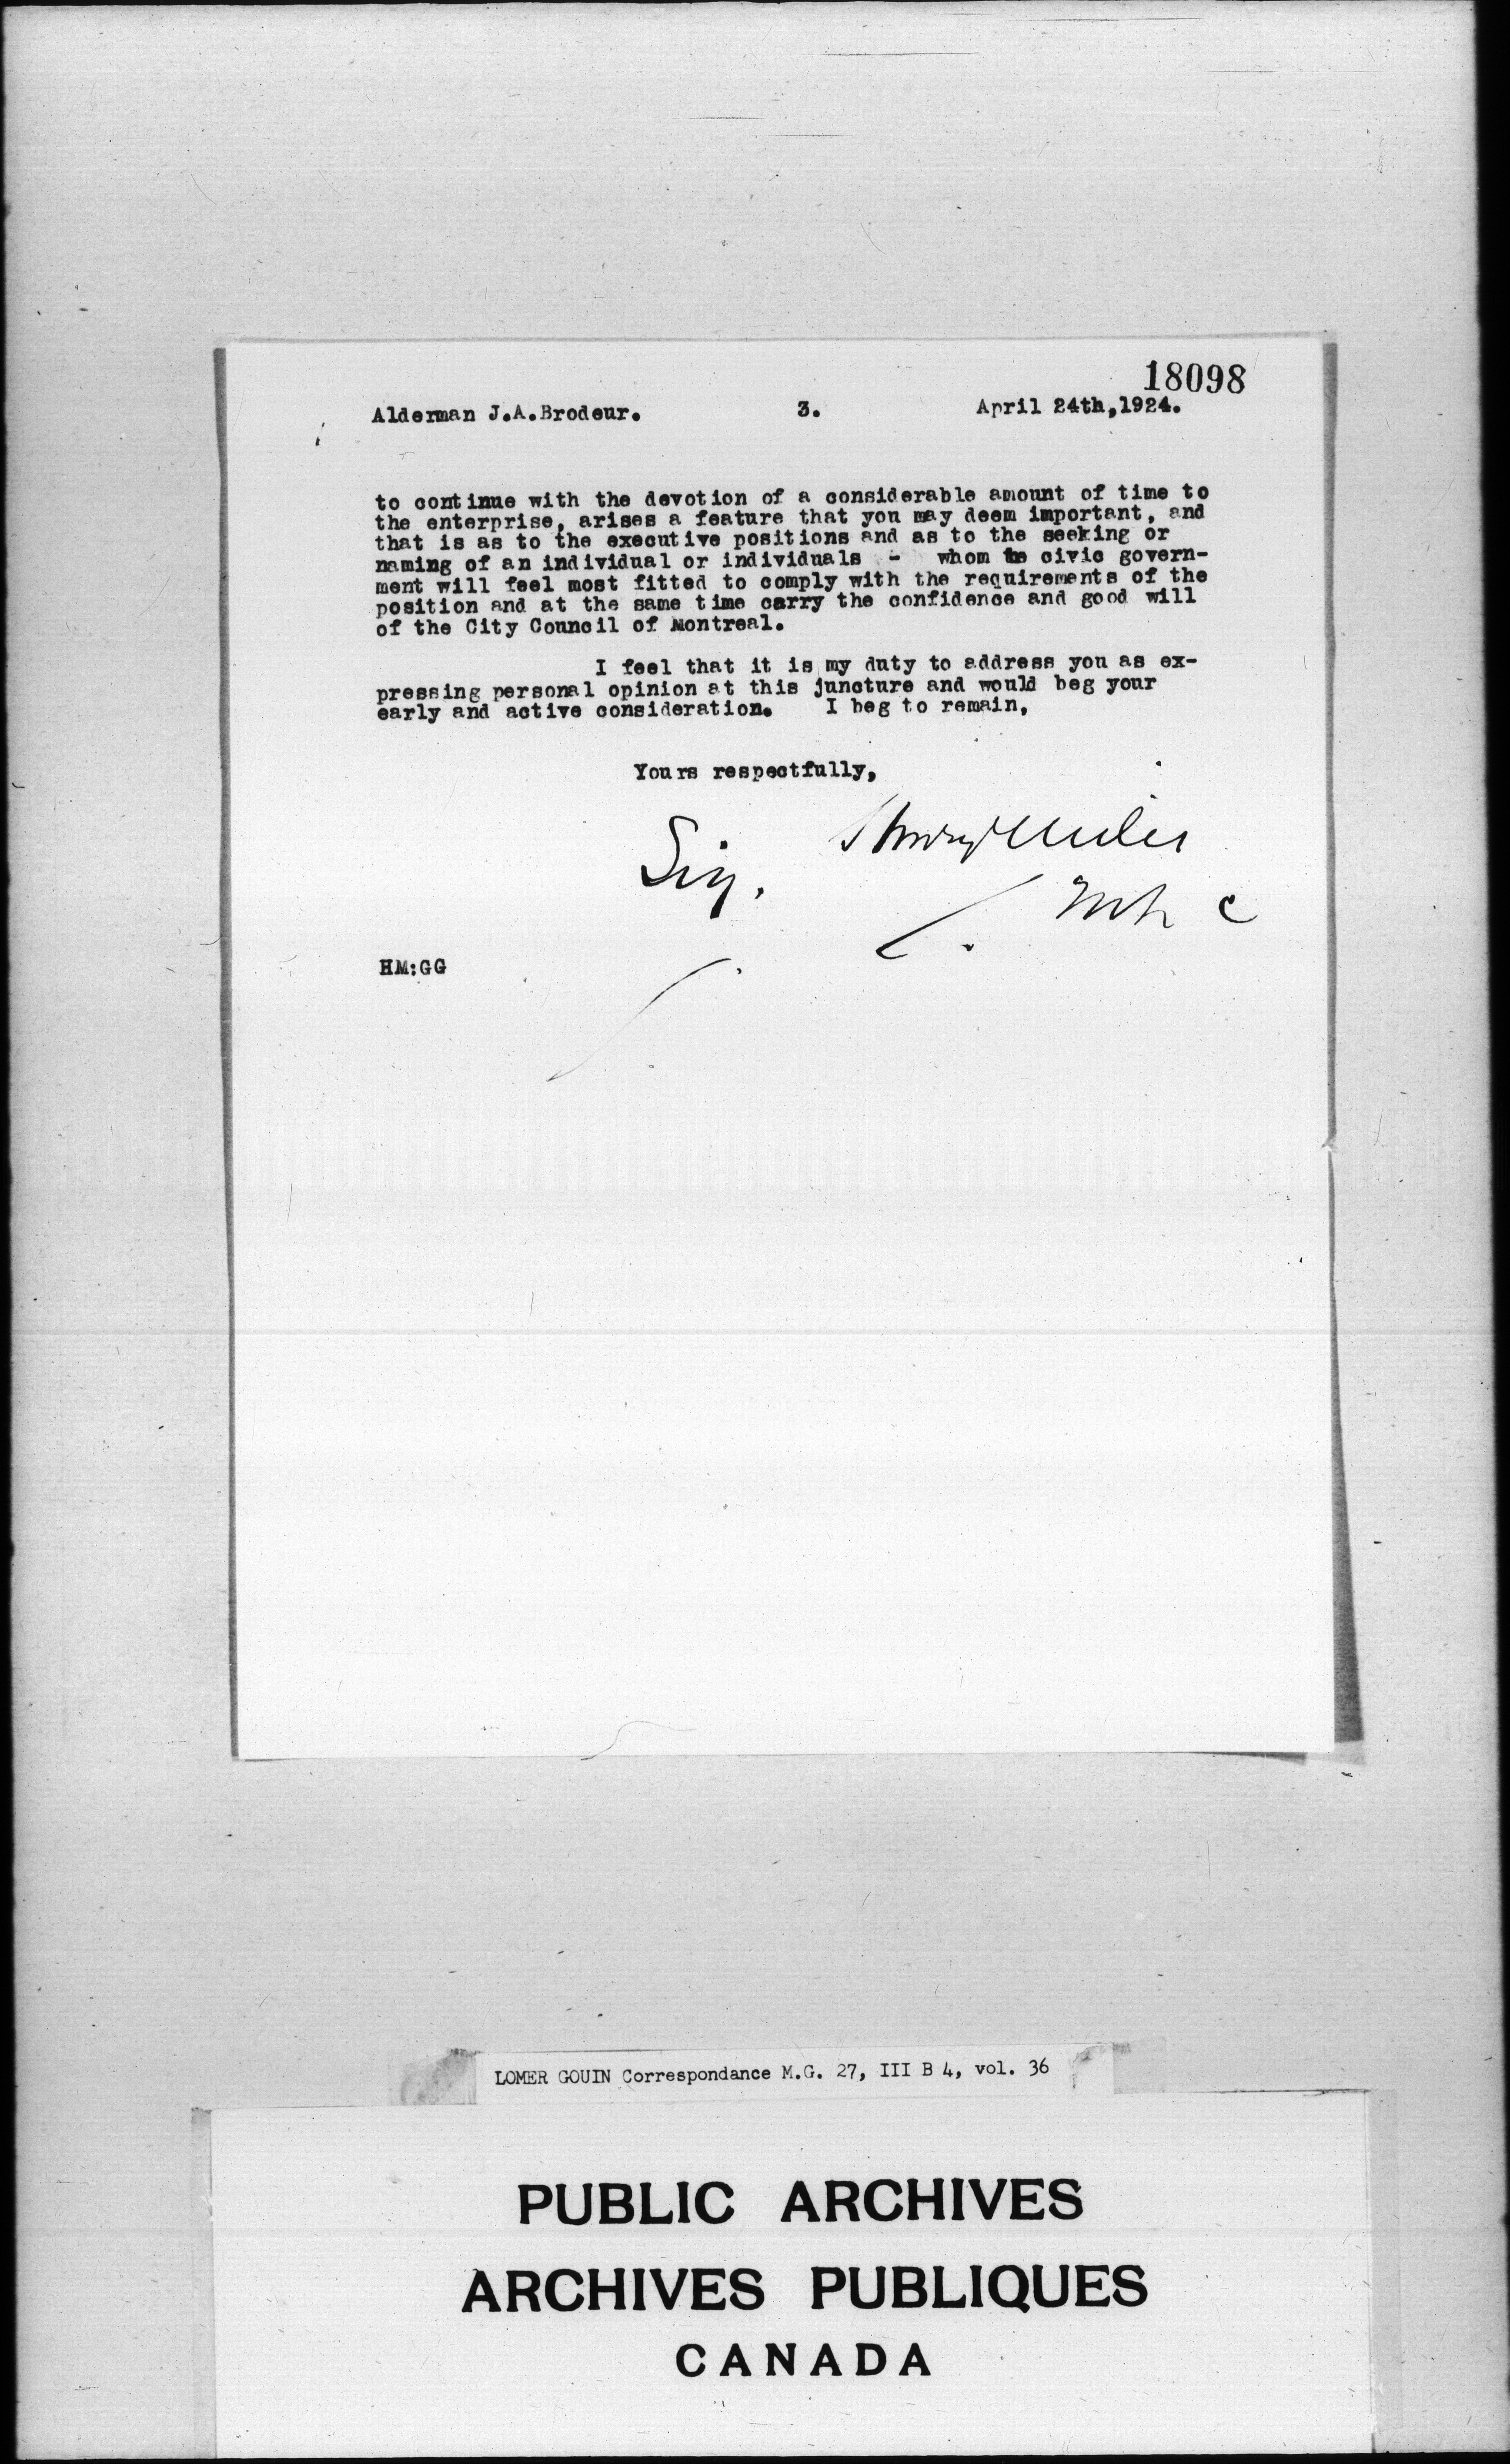 18098
Alderman J.A.Brodeur. 3. April 24th,1924.
to continue with the devotion of a considerable amount of time to
the enterprise, arises a feature that you may deem important, and
that is as to the executive positions and as to the seeking or
naming of an individual or individuals - whom the civic govern-
ment will feel most fitted to comply with the requirements of the
position and at the same time carry the confidence and good will
of the City Council of Montreal.
I feel that it is my duty to address you as ex-
pressing personal opinion at this juncture and would beg your
early and active consideration. I beg to remain,
Yours respectfully,
Sig.
HM:GG
LOMER GOUIN Correspondance M.G. 27, III B 4, vol. 36
PUBLIC ARCHIVES
ARCHIVES PUBLIQUES
CANADA